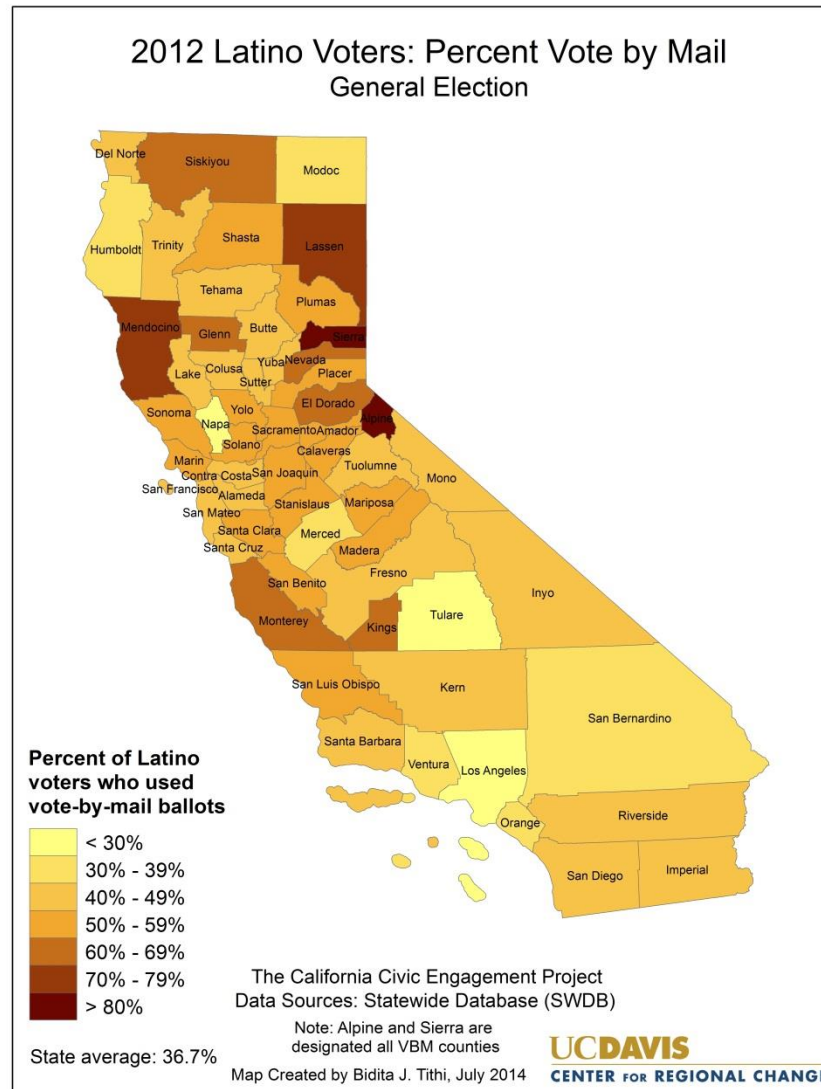 2012 Latino Voters: Percent Vote by Mail
General Election
Del Norte
Siskiyou
Modoc
Humboldt
Trinity
Shasta
Lassen
Tehama
Plumas
Mendocino
Glenn
Butte
Sierra
Lake
Colusa
Yuba
Nevada
Sutter
Placer
Sonoma
Napa
Yolo
El Dorado
Alpine
Sacramento
Amador
Solano
Marin
Calaveras
Tuolumne
Mono
Contra Costa
San Joaquin
San Francisco
Alameda
Stanislaus
Mariposa
San Mateo
Santa Clara
Merced
Santa Cruz
Madera
Fresno
San Benito
Inyo
Monterey
Kings
Tulare
San Luis Obispo
Kern
San Bernardino
Santa Barbara
Ventura
Los Angeles
Orange
Riverside
San Diego
Imperial
Percent of Latino
voters who used
vote-by-mail ballots
< 30%
30% - 39%
40% - 49%
50% - 59%
60% - 69%
70% - 79%
> 80%
State average: 36.7%
The California Civic Engagement Project
Data Sources: Statewide Database (SWDB)
Note: Alpine and Sierra are
designated all VBM counties
Map Created by Bidita J. Tithi, July 2014
UCDAVIS
CENTER FOR REGIONAL CHANGE